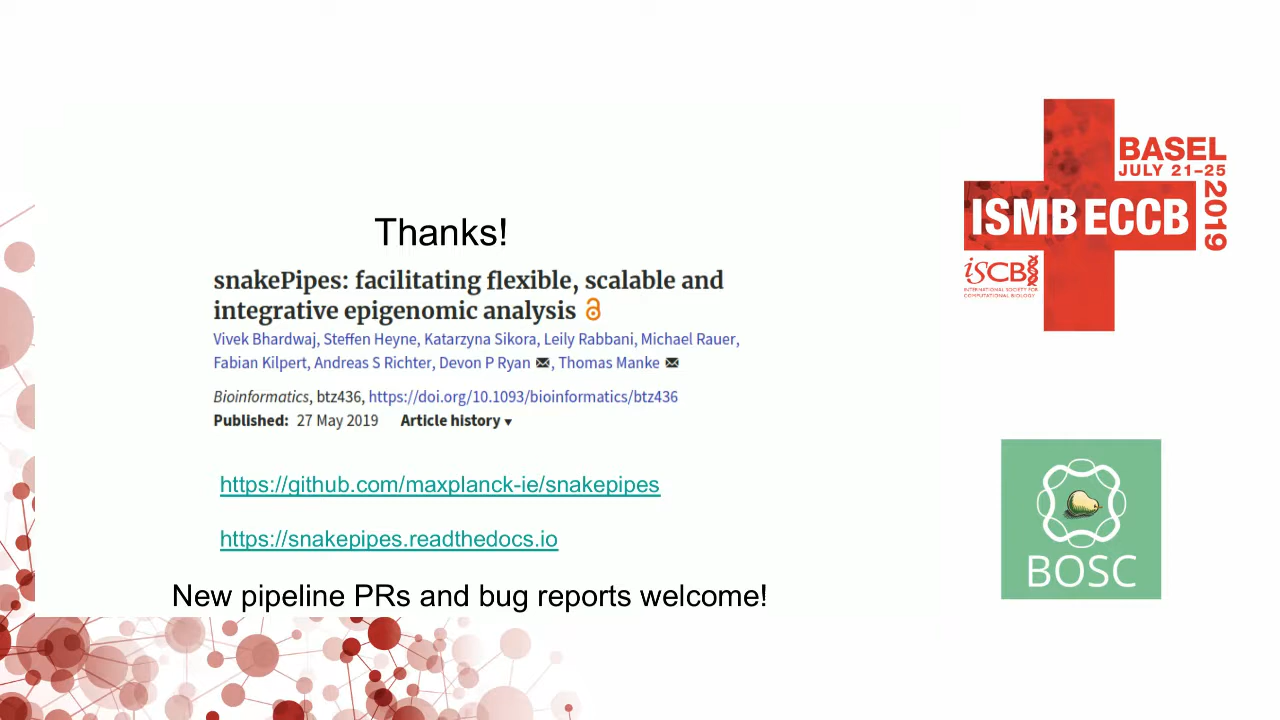 Thanks!
snakePipes: facilitating flexible, scalable and
integrative epigenomic analysis
Vivek Bhardwaj, Steffen Heyne, Katarzyna Sikora, Leily Rabbani, Michael Rauer,
Fabian Kilpert, Andreas S Richter, Devon P Ryan ✉, Thomas Manke ✉
Bioinformatics, btz436, https://doi.org/10.1093/bioinformatics/btz436
Published: 27 May 2019 Article history ▾
https://github.com/maxplanck-ie/snakepipes
https://snakepipes.readthedocs.io
New pipeline PRs and bug reports welcome!
BASEL
JULY 21–25
2019
ISMB ECCB
iSCB
INTERNATIONAL SOCIETY FOR
COMPUTATIONAL BIOLOGY
BOSC